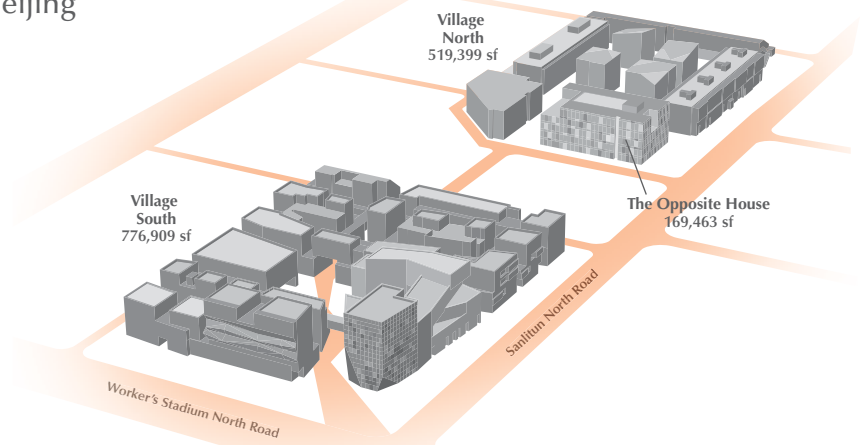 Village
North
519,399 sf
The Opposite House
169,463 sf
Village
South
776,909 sf
Sanlitun North Road
Worker's Stadium North Road